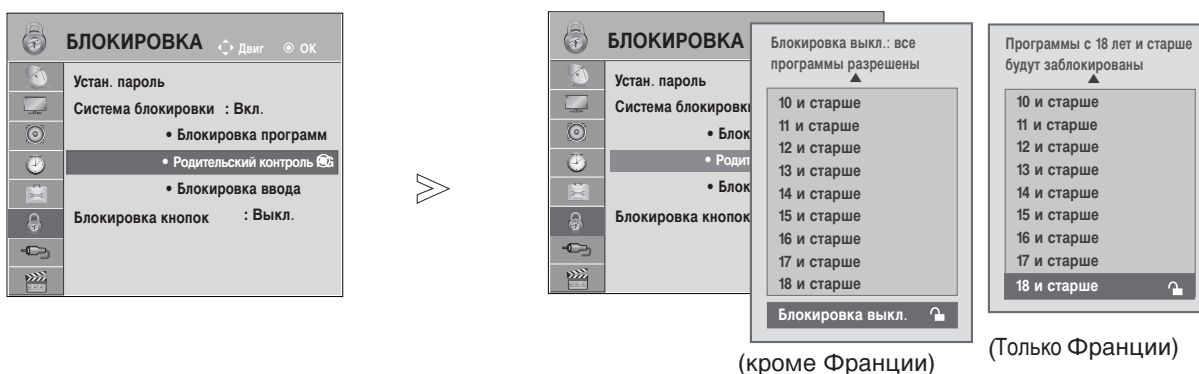 БЛОКИРОВКА Двиг ОК
Устан. пароль
Система блокировки : Вкл.
• Блокировка программ
• Родительский контроль
• Блокировка ввода
Блокировка кнопок : Выкл.
БЛОКИРОВКА
Устан. пароль
Система блокировки
• Блок
• Родит
• Блок
Блокировка кнопок
Блокировка выкл.: все
программы разрешены
10 и старше
11 и старше
12 и старше
13 и старше
14 и старше
15 и старше
16 и старше
17 и старше
18 и старше
Блокировка выкл.
(кроме Франции)
Программы с 18 лет и старше
будут заблокированы
10 и старше
11 и старше
12 и старше
13 и старше
14 и старше
15 и старше
16 и старше
17 и старше
18 и старше
(Только Франции)